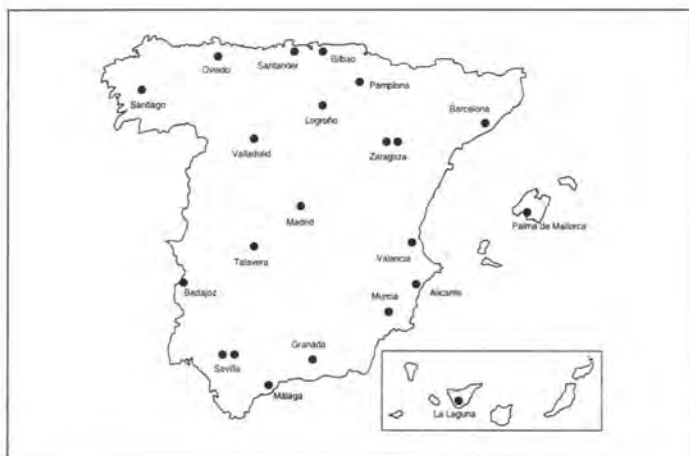 Oviedo
Santander
Bilbao
Pamplona
Santiago
Logroño
Barcelona
Valladolid
Zaragoza
Madrid
Palma de Mallorca
Talavera
Valencia
Badajoz
Murcia
Alicante
Granada
Sevilla
Málaga
La Laguna